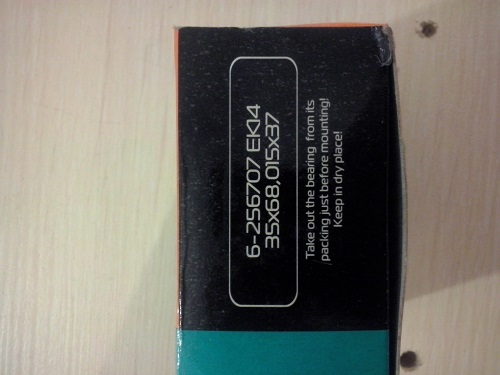 6-256707 EK14
35x68,015x37
Take out the bearing from its
packing just before mounting!
Keep in dry place!